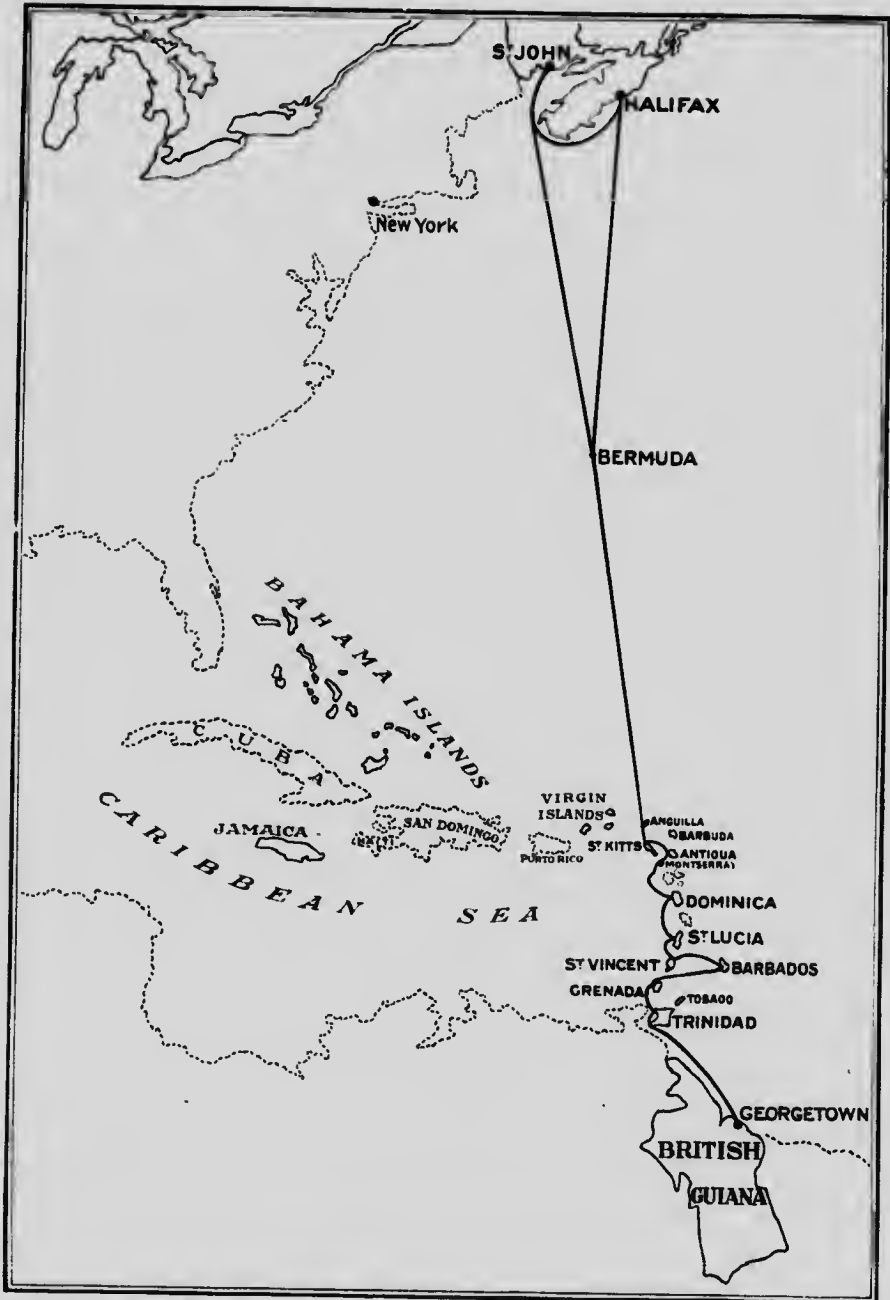 ST JOHN
HALIFAX
New York
BERMUDA
BAHAMA ISLANDS
CUBA
CARIBBEAN SEA
VIRGIN
ISLANDS
JAMAICA
SAN DOMINGO
PUERTO RICO
ANGUILLA
BARBUDA
ST KITTS
ANTIGUA
(MONTSERRAT)
DOMINICA
ST LUCIA
ST VINCENT
BARBADOS
GRENADA
TOBAGO
TRINIDAD
GEORGETOWN
BRITISH
GUIANA